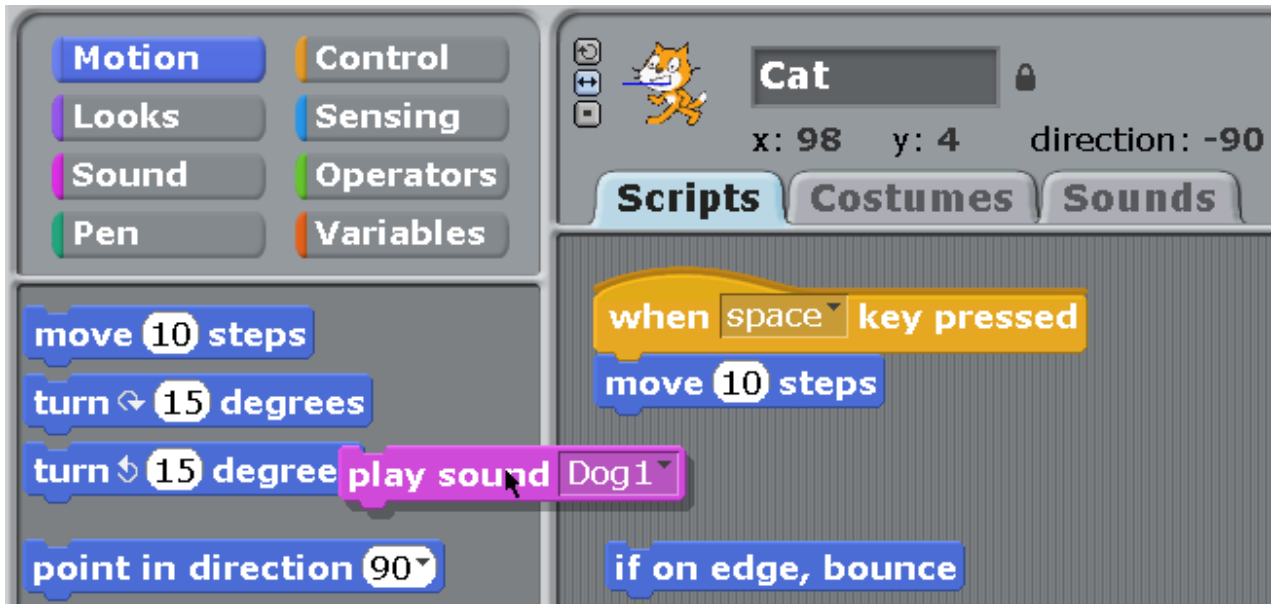 Motion
Control
Looks
Sensing
Sound
Operators
Pen
Variables
move 10 steps
turn 15 degrees
turn 15 degree
play sound Dog1
point in direction 90
Cat
x: 98 y: 4 direction: -90
Scripts Costumes Sounds
when space key pressed
move 10 steps
if on edge, bounce